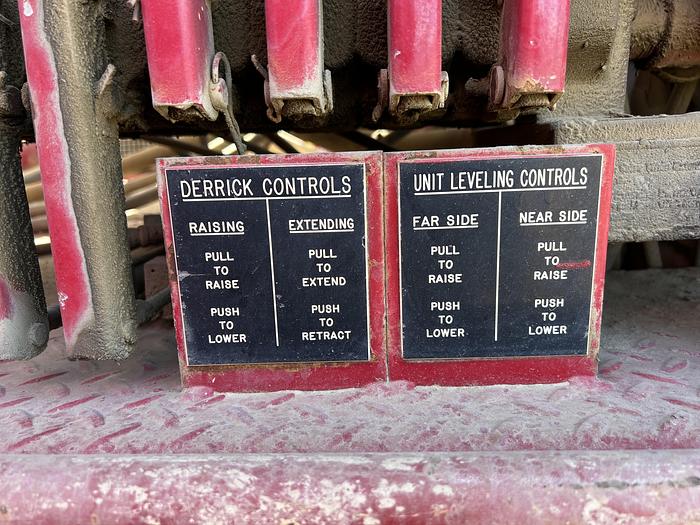 DERRICK CONTROLS
RAISING
PULL
TO
RAISE
PUSH
TO
LOWER
EXTENDING
PULL
TO
EXTEND
PUSH
TO
RETRACT
UNIT LEVELING CONTROLS
FAR SIDE
PULL
TO
RAISE
PUSH
TO
LOWER
NEAR SIDE
PULL
TO
RAISE
PUSH
TO
LOWER